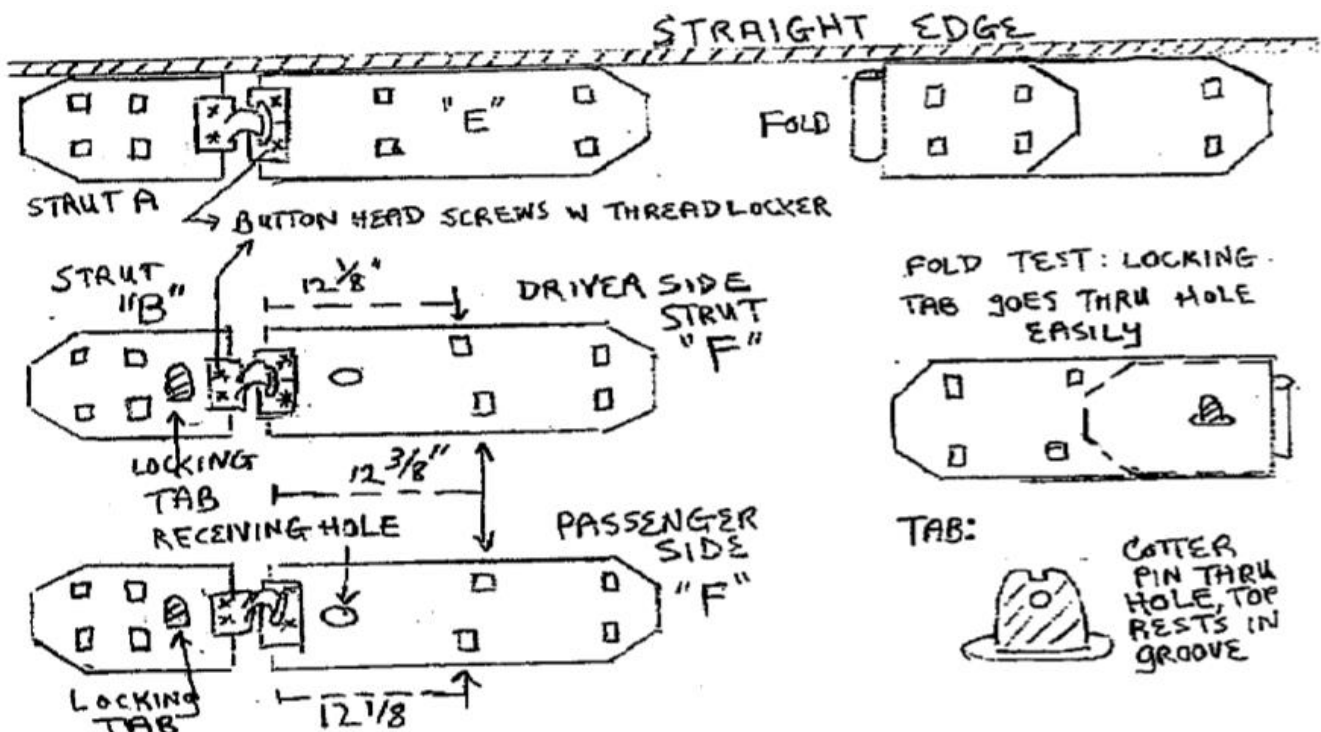 STRAIGHT EDGE
"E"
FOLD
STRUT A
BUTTON HEAD SCREWS W THREADLOCKER
STRUT
"B"
12 1/8"
DRIVER SIDE
STRUT
"F"
FOLD TEST: LOCKING
TAB GOES THRU HOLE
EASILY
LOCKING
TAB
12 3/8"
RECEIVING HOLE
PASSENGER
SIDE
"F"
TAB:
COTTER
PIN THRU
HOLE, TOP
RESTS IN
GROOVE
LOCKING
TAB
12 1/8